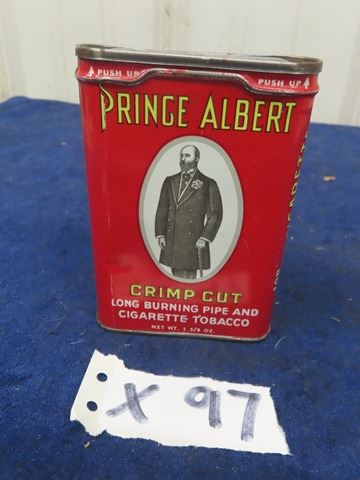 PUSH UP PUSH UP
PRINCE ALBERT
CRIMP CUT
LONG BURNING PIPE AND
CIGARETTE TOBACCO
NET WT. 1 5/8 OZ.
X 97